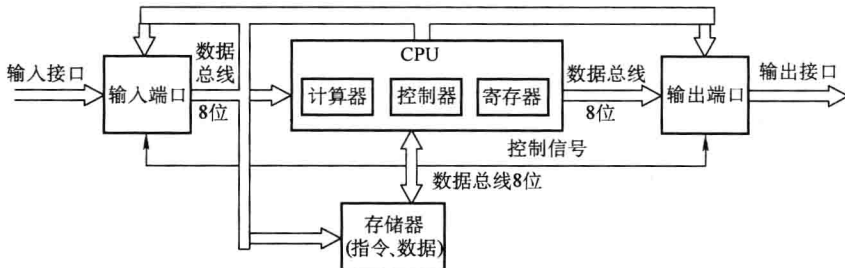 CPU
输入接口
输入端口
数据
总线
8位
计算器
控制器
寄存器
数据总线
8位
输出端口
输出接口
控制信号
数据总线8位
存储器
(指令、数据)